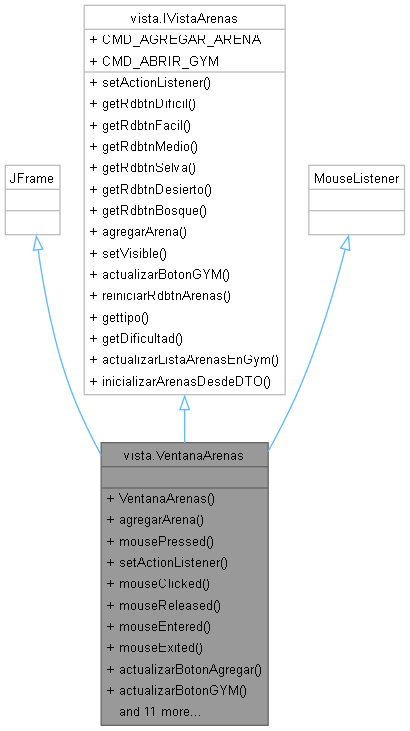 vista.IVistaArenas
+ CMD_AGREGAR_ARENA
+ CMD_ABRIR_GYM
+ setActionListener()
+ getRdbtnDificil()
+ getRdbtnFacil()
+ getRdbtnMedio()
+ getRdbtnSelva()
+ getRdbtnDesierto()
+ getRdbtnBosque()
+ agregarArena()
+ setVisible()
+ actualizarBotonGYM()
+ reiniciarRdbtnArenas()
+ gettipo()
+ getDificultad()
+ actualizarListaArenasEnGym()
+ inicializarArenasDesdeDTO()
JFrame
MouseListener
vista.VentanaArenas
+ VentanaArenas()
+ agregarArena()
+ mousePressed()
+ setActionListener()
+ mouseClicked()
+ mouseReleased()
+ mouseEntered()
+ mouseExited()
+ actualizarBotonAgregar()
+ actualizarBotonGYM()
and 11 more...